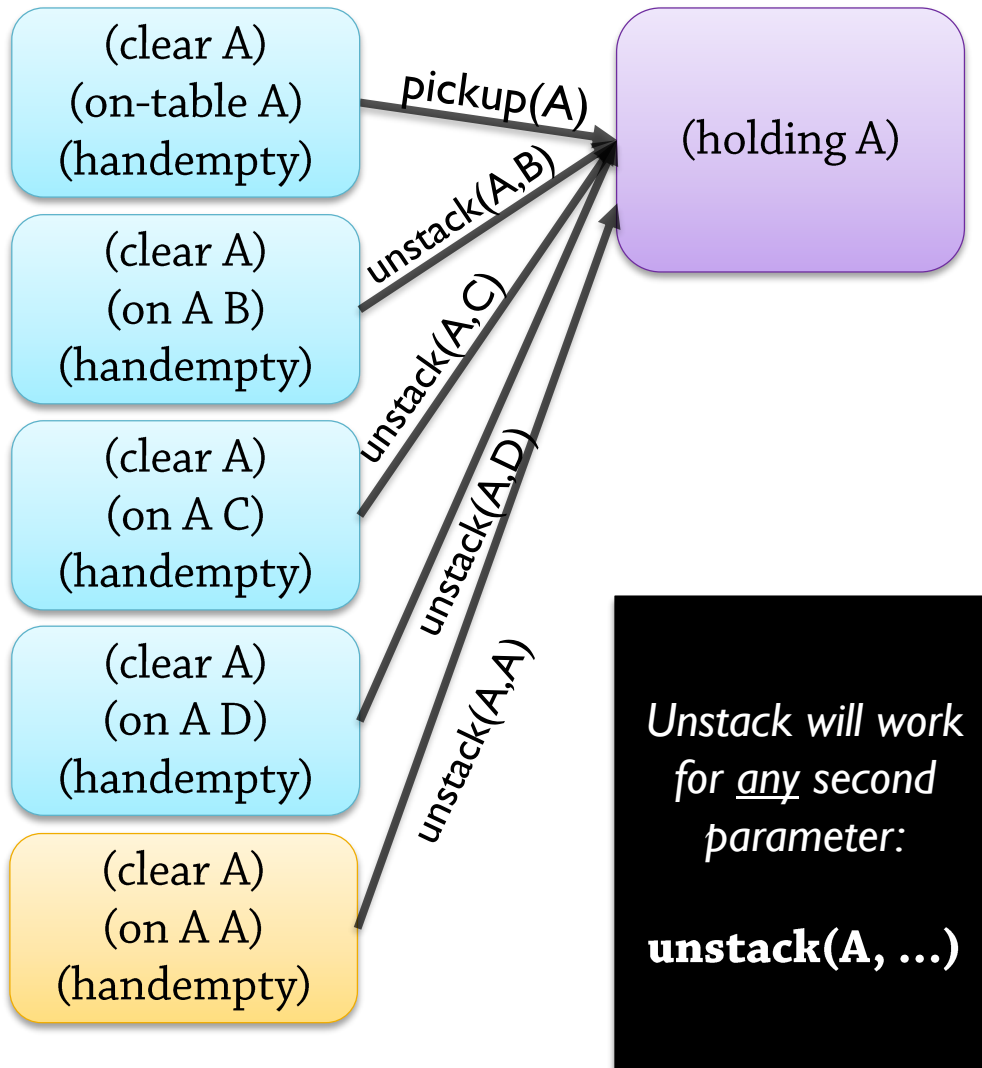 (clear A)
(on-table A)
(handempty)
pickup(A)
(holding A)
(clear A)
(on A B)
(handempty)
unstack(A,B)
(clear A)
(on A C)
(handempty)
unstack(A,C)
(clear A)
(on A D)
(handempty)
unstack(A,D)
(clear A)
(on A A)
(handempty)
unstack(A,A)
Unstack will work
for any second
parameter:
unstack(A, ...)